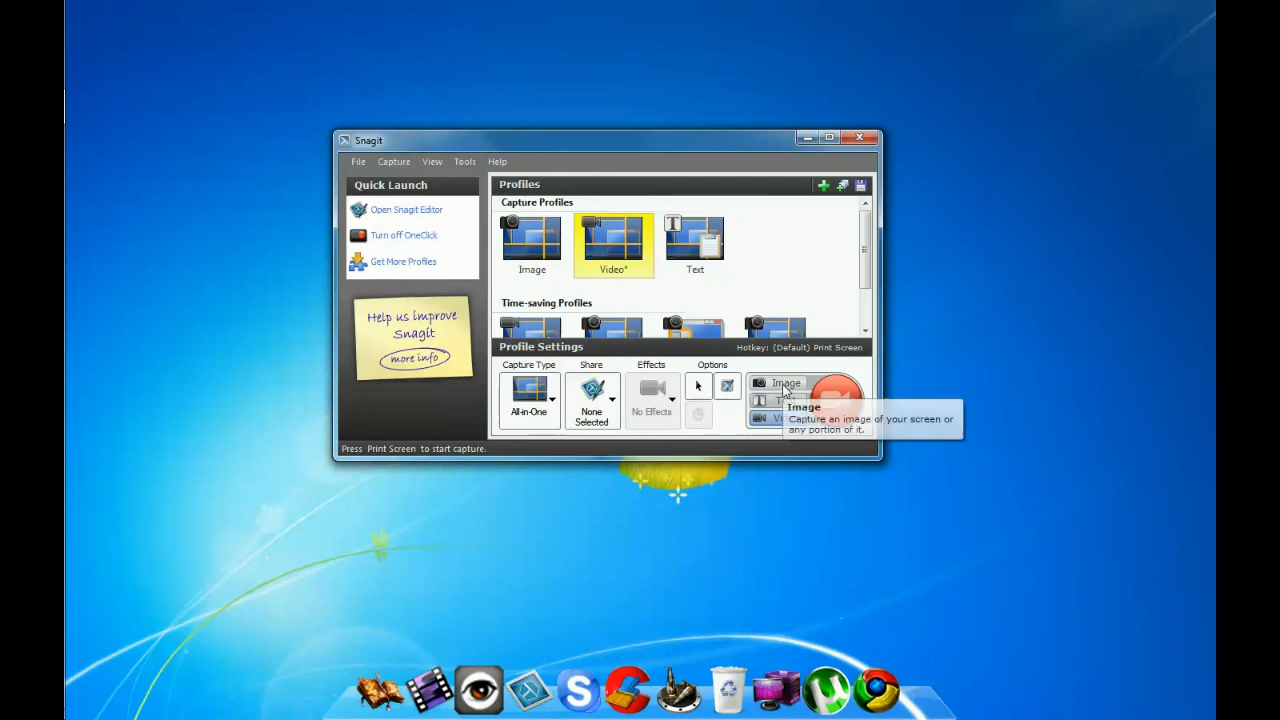 Snagit
File Capture View Tools Help
Quick Launch
Open Snagit Editor
Turn off OneClick
Get More Profiles
Help us improve
Snagit
more info
Profiles
Capture Profiles
Image Video* Text
Time-saving Profiles
Profile Settings Hotkey: (Default) Print Screen
Capture Type Share Effects Options
All-in-One
None
Selected
No Effects
Image
Image
Capture an image of your screen or
any portion of it.
Press Print Screen to start capture.